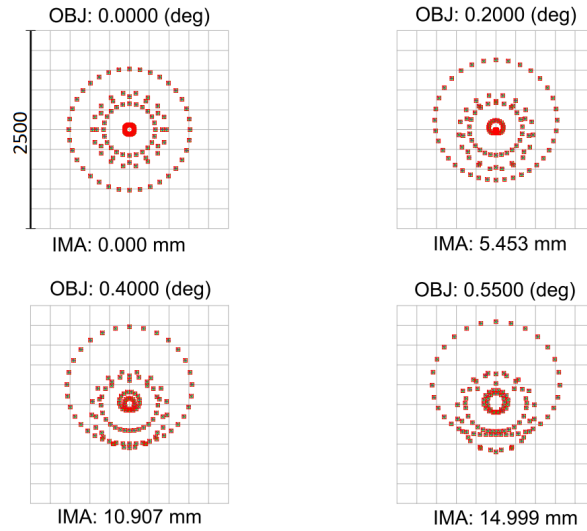 OBJ: 0.0000 (deg)
OBJ: 0.2000 (deg)
2500
IMA: 0.000 mm
IMA: 5.453 mm
OBJ: 0.4000 (deg)
OBJ: 0.5500 (deg)
IMA: 10.907 mm
IMA: 14.999 mm